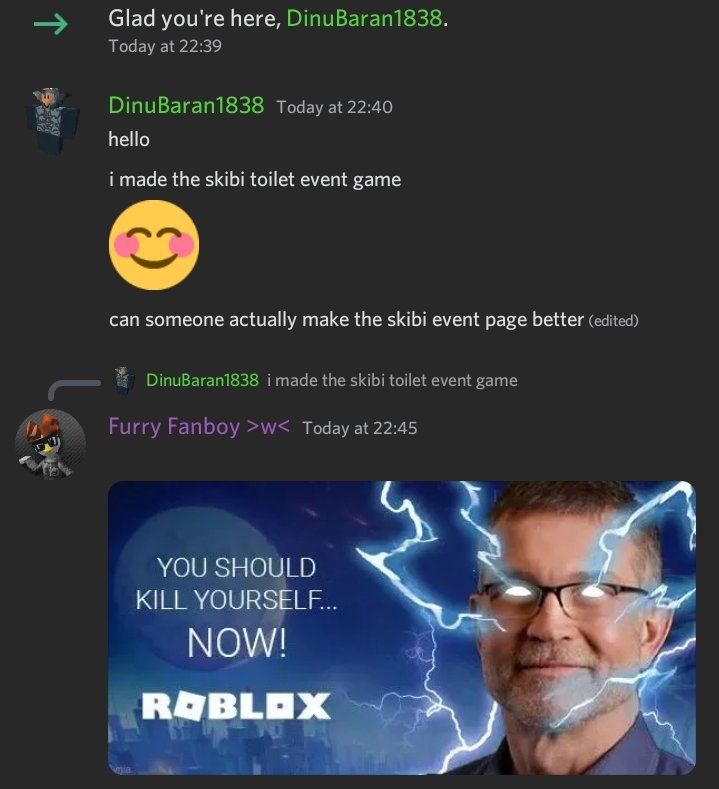 Glad you're here, DinuBaran1838.
Today at 22:39
DinuBaran1838 Today at 22:40
hello
i made the skibi toilet event game
can someone actually make the skibi event page better (edited)
DinuBaran1838 i made the skibi toilet event game
Furry Fanboy >w< Today at 22:45
YOU SHOULD
KILL YOURSELF...
NOW!
ROBLOX